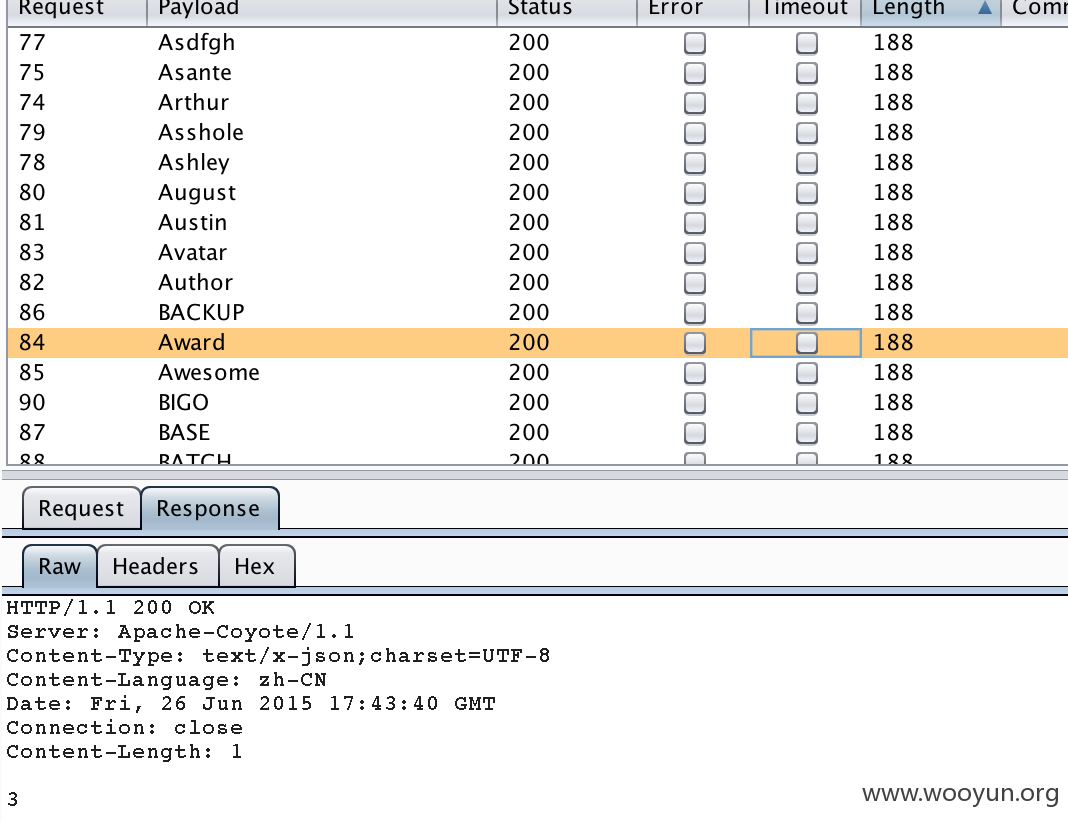 Request Payload Status Error Timeout Length
77 Asdfgh 200 188
75 Asante 200 188
74 Arthur 200 188
79 Asshole 200 188
78 Ashley 200 188
80 August 200 188
81 Austin 200 188
83 Avatar 200 188
82 Author 200 188
86 BACKUP 200 188
84 Award 200 188
85 Awesome 200 188
90 BIGO 200 188
87 BASE 200 188
88 BATCH 200 188
Request Response
Raw Headers Hex
HTTP/1.1 200 OK
Server: Apache-Coyote/1.1
Content-Type: text/x-json;charset=UTF-8
Content-Language: zh-CN
Date: Fri, 26 Jun 2015 17:43:40 GMT
Connection: close
Content-Length: 1
3
www.wooyun.org